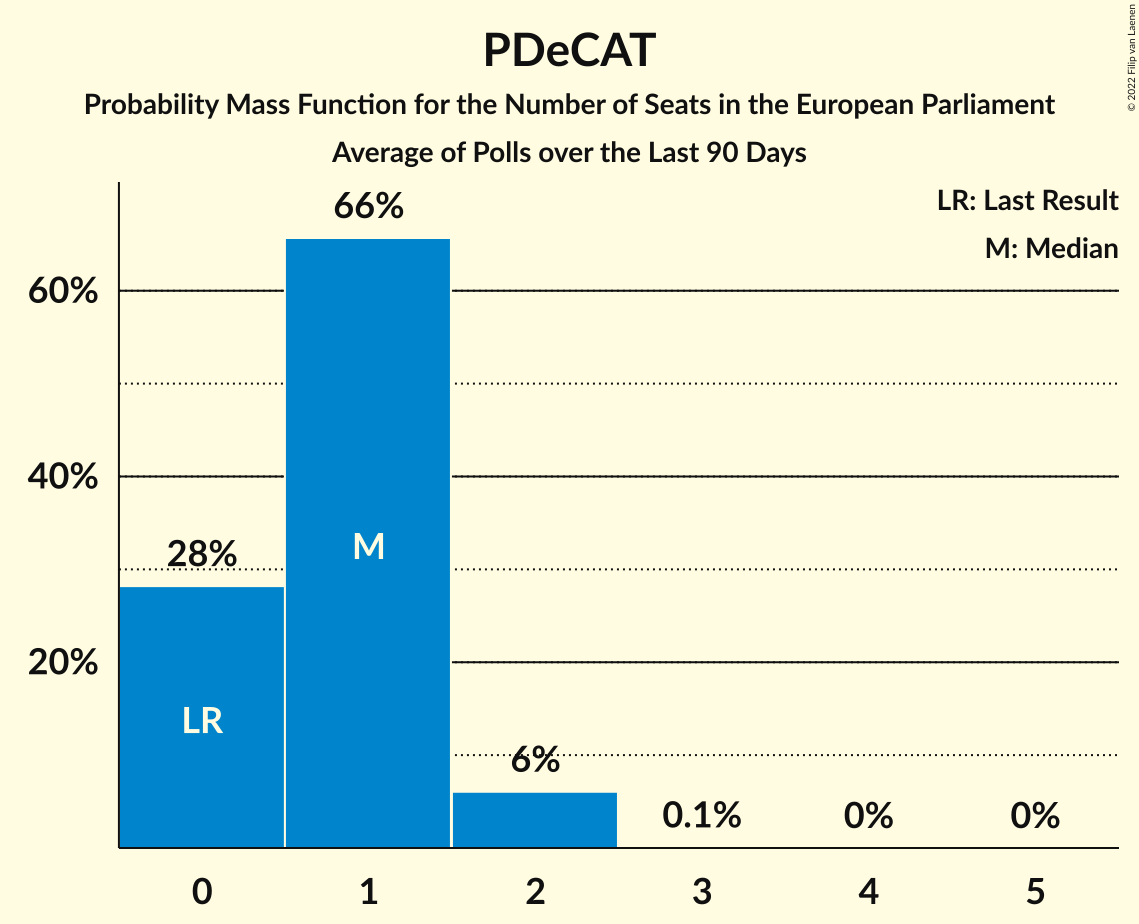 PDeCAT
Probability Mass Function for the Number of Seats in the European Parliament
Average of Polls over the Last 90 Days
© 2022 Filip van Laenen
LR: Last Result
M: Median
66%
60%
40%
28%
M
20%
LR
6%
0.1%
0%
0%
0 1 2 3 4 5